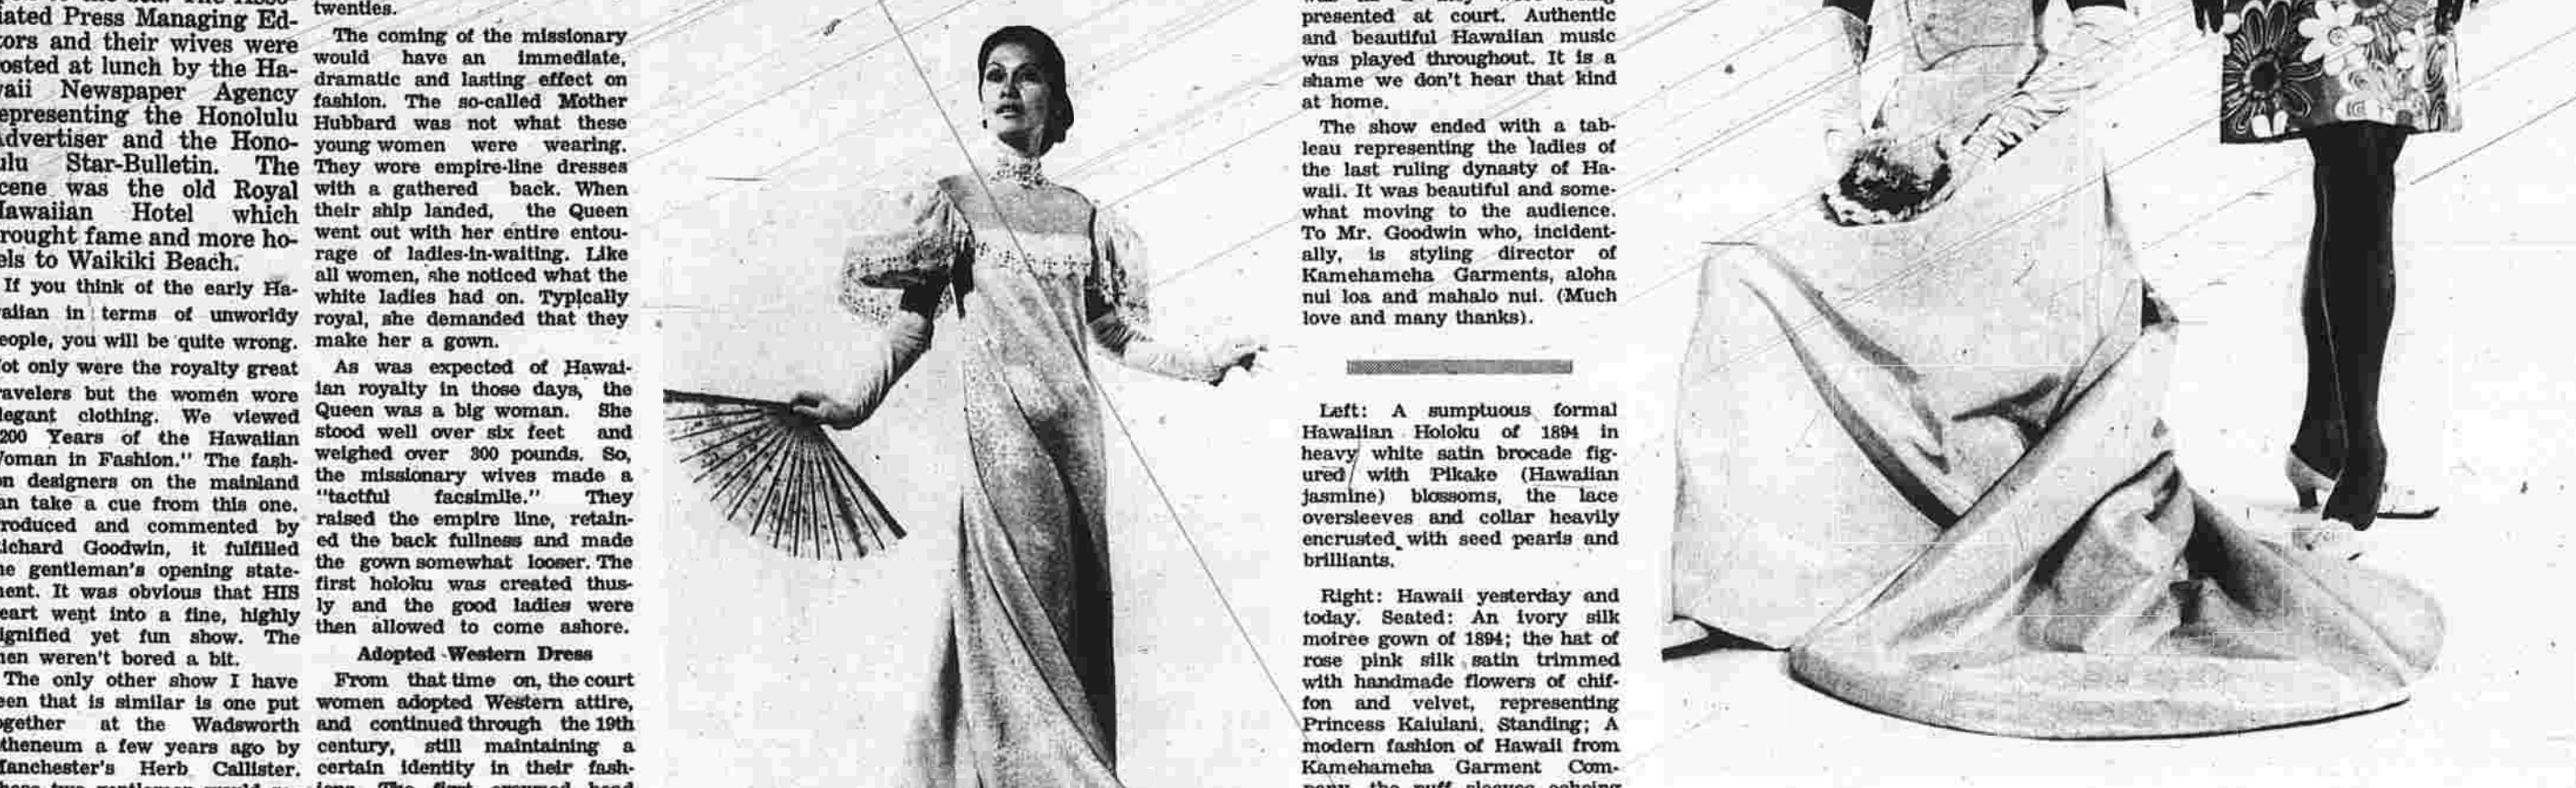 iated Press Managing Ed-
tors and their wives were
osted at lunch by the Ha-
waii Newspaper Agency
epresenting the Honolulu
Advertiser and the Hono-
ulu Star-Bulletin. The
cene was the old Royal
Hawaiian Hotel which
rought fame and more ho-
els to Waikiki Beach.
If you think of the early Ha-
waiian in terms of unworldy
people, you will be quite wrong.
Not only were the royalty great
ravelers but the women wore
legant clothing. We viewed
200 Years of the Hawaiian
Woman in Fashion." The fash-
on designers on the mainland
an take a cue from this one.
roduced and commented by
Richard Goodwin, it fulfilled
he gentleman's opening state-
ment. It was obvious that HIS
eart went into a fine, highly
ignified yet fun show. The
men weren't bored a bit.
The only other show I have
een that is similar is one put
ogether at the Wadsworth
theneum a few years ago by
Manchester's Herb Callister.
twenties.
The coming of the missionary
would have an immediate,
dramatic and lasting effect on
fashion. The so-called Mother
Hubbard was not what these
young women were wearing.
They wore empire-line dresses
with a gathered back. When
their ship landed, the Queen
went out with her entire entou-
rage of ladies-in-waiting. Like
all women, she noticed what the
white ladies had on. Typically
royal, she demanded that they
make her a gown.
As was expected of Hawai-
ian royalty in those days, the
Queen was a big woman. She
stood well over six feet and
weighed over 300 pounds. So,
the missionary wives made a
"tactful facsimile." They
raised the empire line, retain-
ed the back fullness and made
the gown somewhat looser. The
first holoku was created thus-
ly and the good ladies were
then allowed to come ashore.
Adopted Western Dress
From that time on, the court
women adopted Western attire,
and continued through the 19th
century, still maintaining a
certain identity in their fash-
presented at court. Authentic
and beautiful Hawaiian music
was played throughout. It is a
shame we don't hear that kind
at home.
The show ended with a tab-
leau representing the ladies of
the last ruling dynasty of Ha-
waii. It was beautiful and some-
what moving to the audience.
To Mr. Goodwin who, incident-
ally, is styling director of
Kamehameha Garments, aloha
nui loa and mahalo nui. (Much
love and many thanks).
Left: A sumptuous formal
Hawaiian Holoku of 1894 in
heavy white satin brocade fig-
ured with Pikake (Hawaiian
jasmine) blossoms, the lace
oversleeves and collar heavily
encrusted with seed pearls and
brilliants.
Right: Hawaii yesterday and
today. Seated: An ivory silk
moiree gown of 1894; the hat of
rose pink silk satin trimmed
with handmade flowers of chif-
fon and velvet, representing
Princess Kaiulani. Standing; A
modern fashion of Hawaii from
Kamehameha Garment Com-